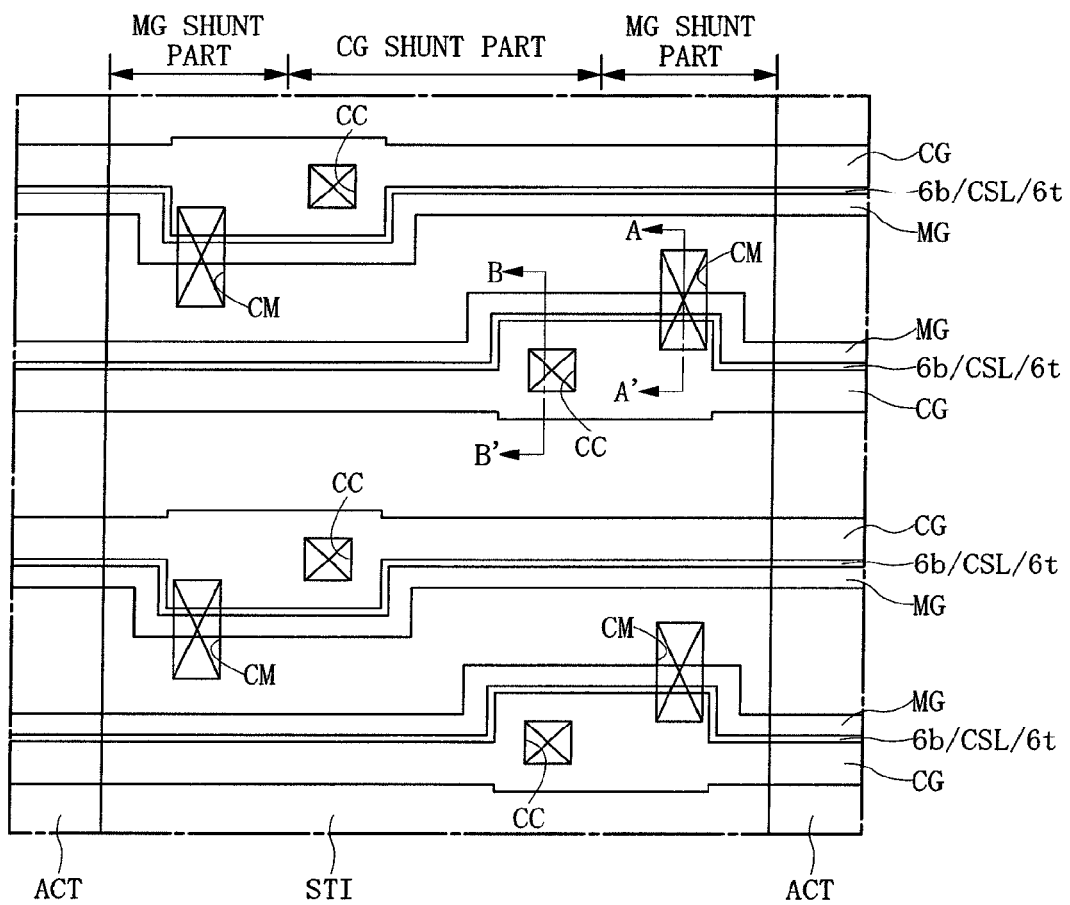 MG SHUNT
PART
CG SHUNT PART
MG SHUNT
PART
CC
CG
6b/CSL/6t
MG
A
CM
B
CM
MG
6b/CSL/6t
A'
CG
CC
B'
CC
CG
6b/CSL/6t
MG
CM
CM
MG
6b/CSL/6t
CG
CC
ACT
STI
ACT